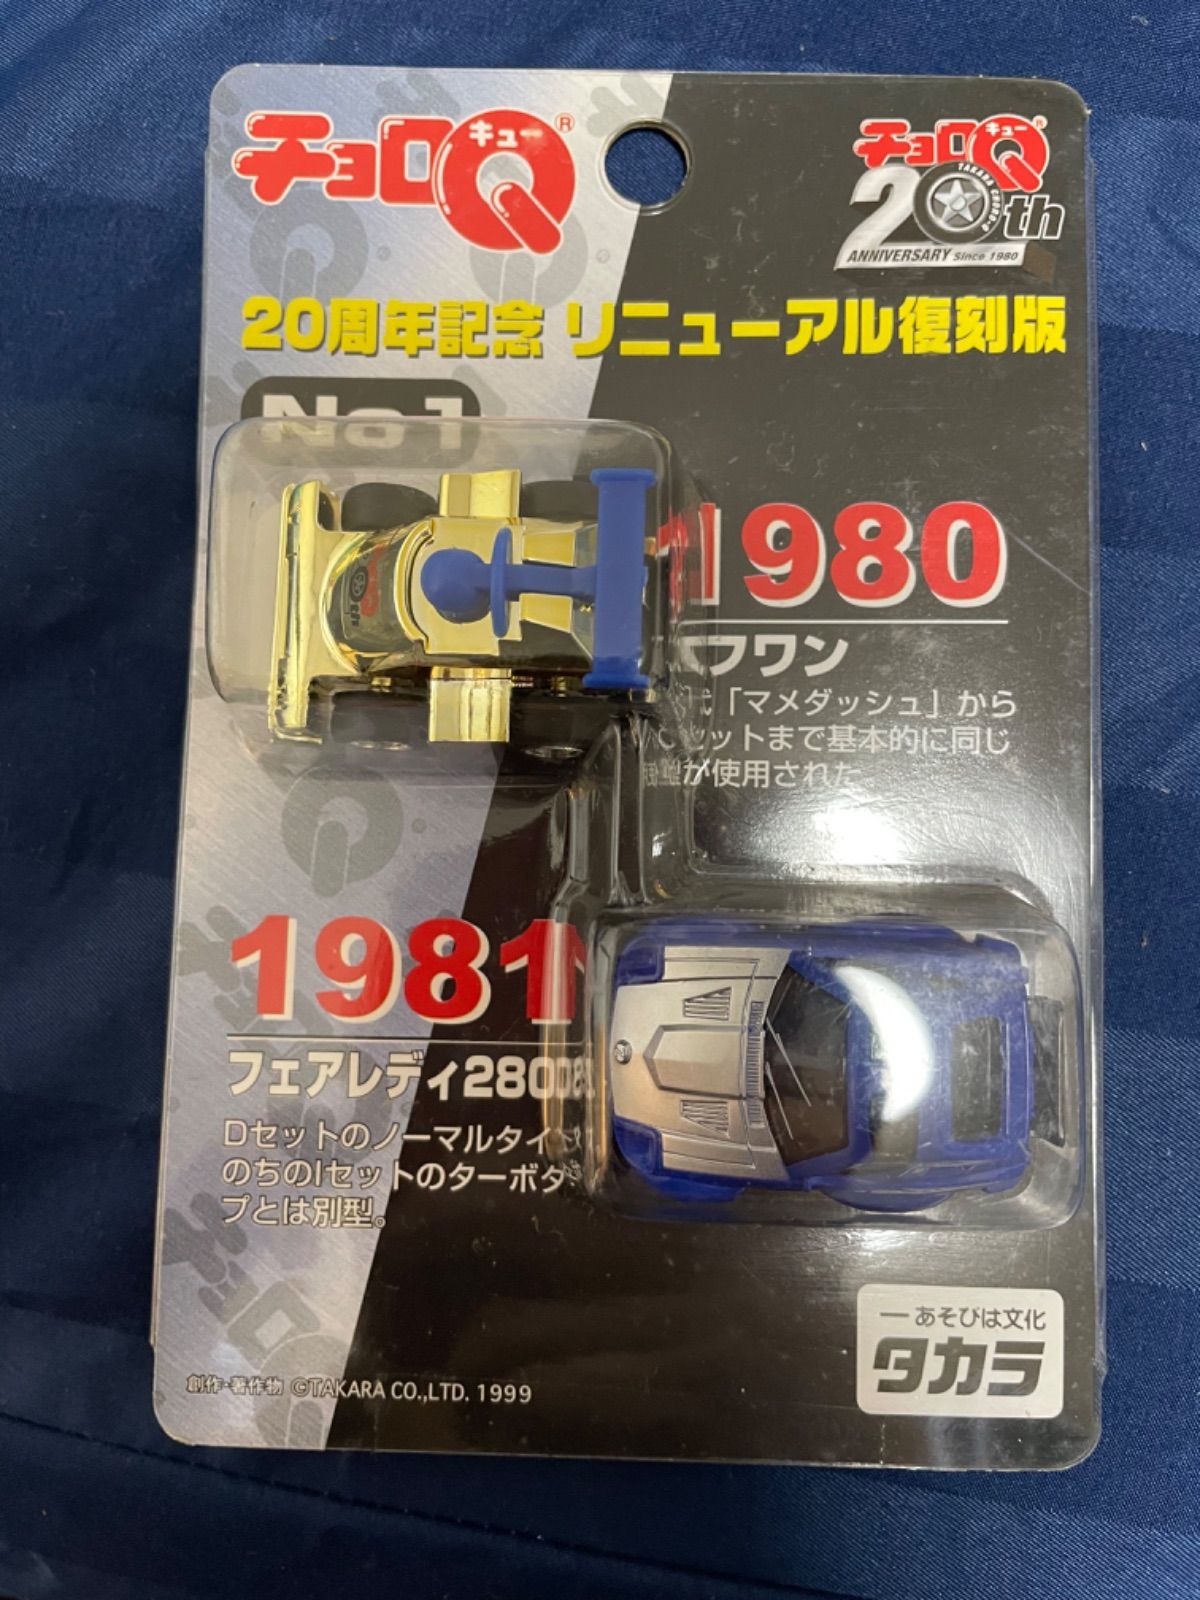 チョロQ
キュー
®
チョロQ
キュー
®
TAKARA CHORO-Q
20th
ANNIVERSARY Since 1980
20周年記念 リニューアル復刻版
No1
1980
フワン
「マメダッシュ」から
セットまで基本的に同じ
が使用された
1981
フェアレディ280
Dセットのノーマルタイ
のちのIセットのターボタ
プとは別型。
創作・著作物 ©TAKARA CO.,LTD. 1999
―あそびは文化
タカラ